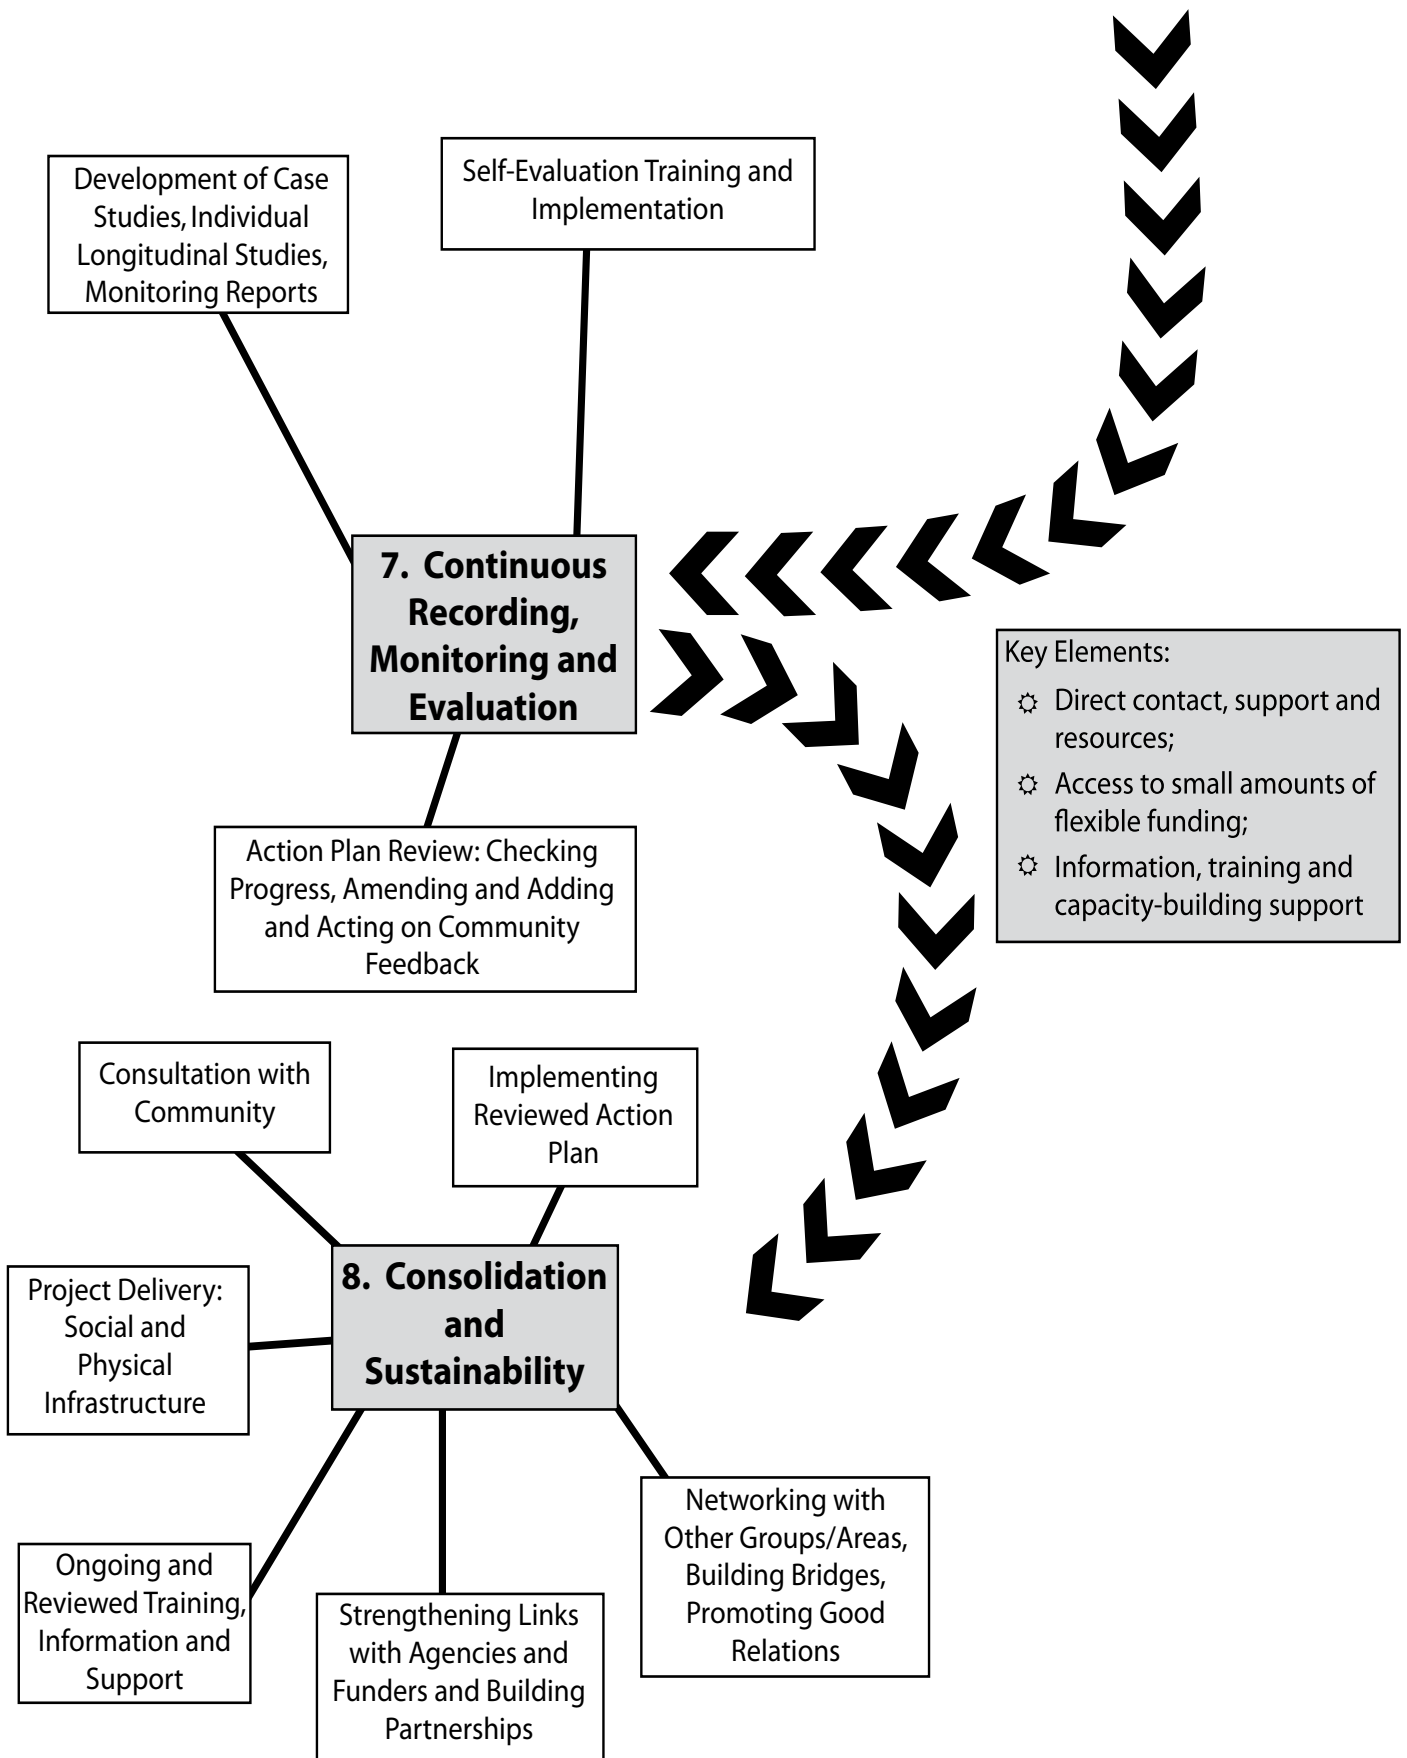 Development of Case
Studies, Individual
Longitudinal Studies,
Monitoring Reports
Self-Evaluation Training and
Implementation
7. Continuous
Recording,
Monitoring and
Evaluation
Key Elements:
Direct contact, support and
resources;
Access to small amounts of
flexible funding;
Information, training and
capacity-building support
Action Plan Review: Checking
Progress, Amending and Adding
and Acting on Community
Feedback
Consultation with
Community
Implementing
Reviewed Action
Plan
8. Consolidation
and
Sustainability
Project Delivery:
Social and
Physical
Infrastructure
Ongoing and
Reviewed Training,
Information and
Support
Strengthening Links
with Agencies and
Funders and Building
Partnerships
Networking with
Other Groups/Areas,
Building Bridges,
Promoting Good
Relations